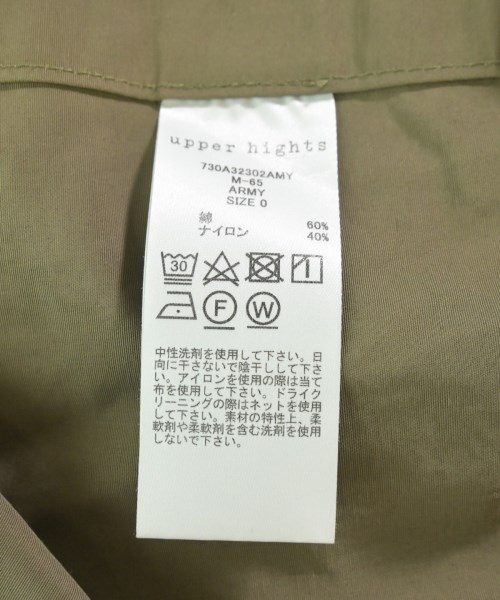 upper hights
730A32302AMY
M-65
ARMY
SIZE 0
綿 60%
ナイロン 40%
30
F W
中性洗剤を使用して下さい。日
向に干さないで陰干しして下さ
い。アイロンを使用の際は当て
布を使用して下さい。ドライク
リーニングの際はネットを使用
して下さい。素材の特性上、柔
軟剤や柔軟剤を含む洗剤は使用
しないで下さい。